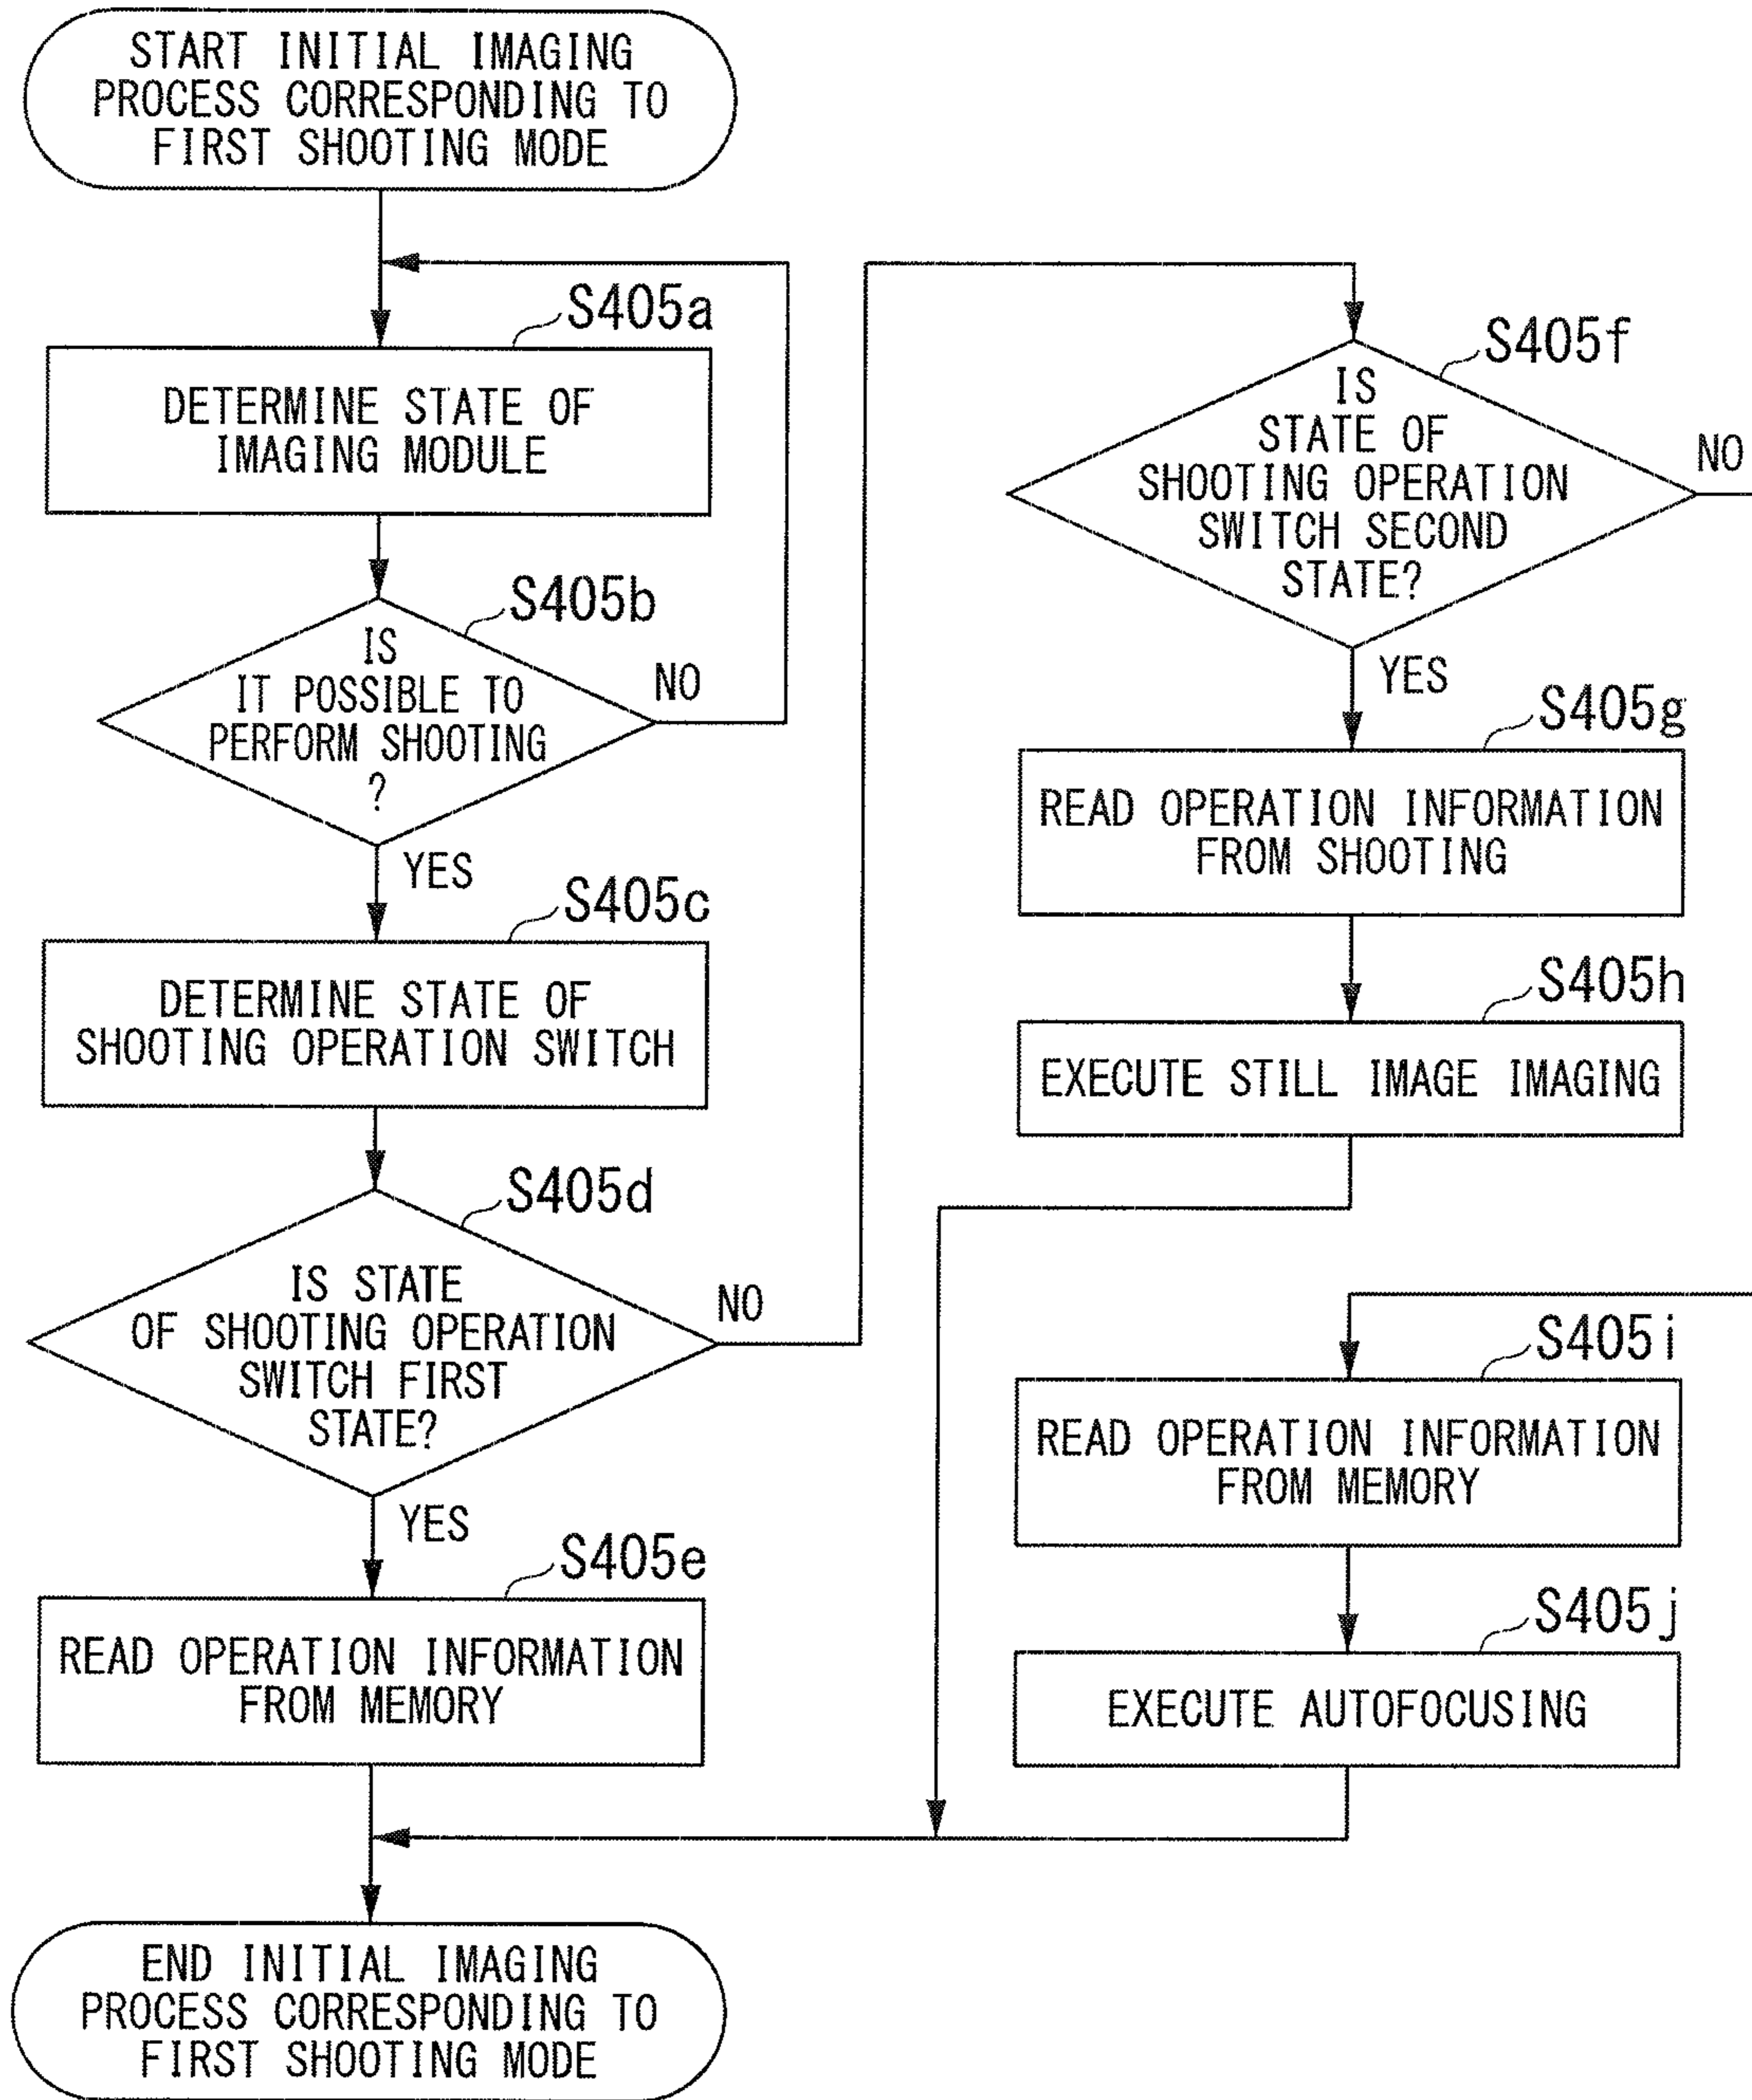 START INITIAL IMAGING
PROCESS CORRESPONDING TO
FIRST SHOOTING MODE
S405a
DETERMINE STATE OF
IMAGING MODULE
S405b
IS
IT POSSIBLE TO
PERFORM SHOOTING
?
NO
YES
S405c
DETERMINE STATE OF
SHOOTING OPERATION SWITCH
S405d
IS STATE
OF SHOOTING OPERATION
SWITCH FIRST
STATE?
NO
YES
S405e
READ OPERATION INFORMATION
FROM MEMORY
END INITIAL IMAGING
PROCESS CORRESPONDING TO
FIRST SHOOTING MODE
S405f
IS
STATE OF
SHOOTING OPERATION
SWITCH SECOND
STATE?
NO
YES
S405g
READ OPERATION INFORMATION
FROM SHOOTING
S405h
EXECUTE STILL IMAGE IMAGING
S405i
READ OPERATION INFORMATION
FROM MEMORY
S405j
EXECUTE AUTOFOCUSING